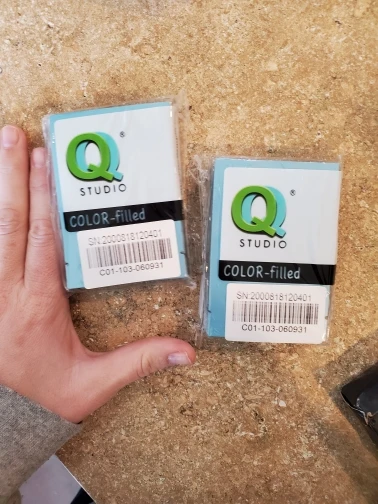 Q®
STUDIO
COLOR-filled
SN:2000818120401
C01-103-060931
Q®
STUDIO
COLOR-filled
SN:2000818120401
C01-103-060931